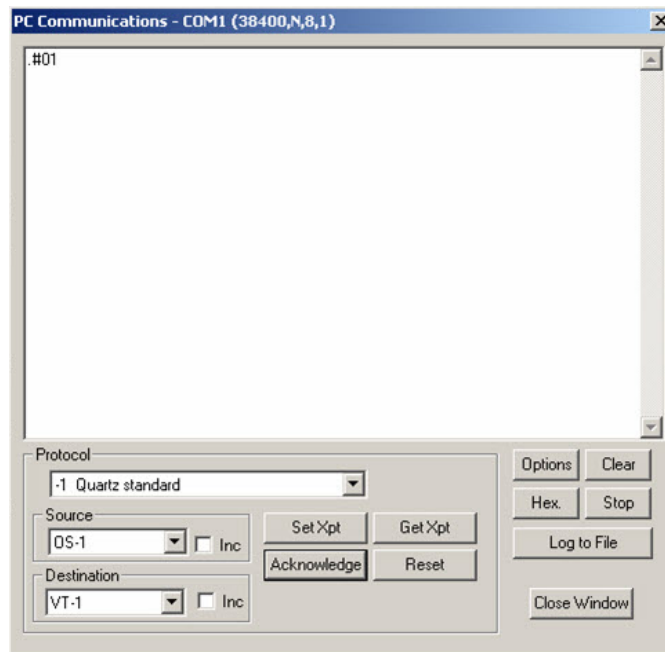 PC Communications - COM1 (38400,N,8,1)
.#01
Protocol
-1 Quartz standard
Source
OS-1
Inc
Destination
VT-1
Inc
Set Xpt
Get Xpt
Acknowledge
Reset
Options
Clear
Hex.
Stop
Log to File
Close Window